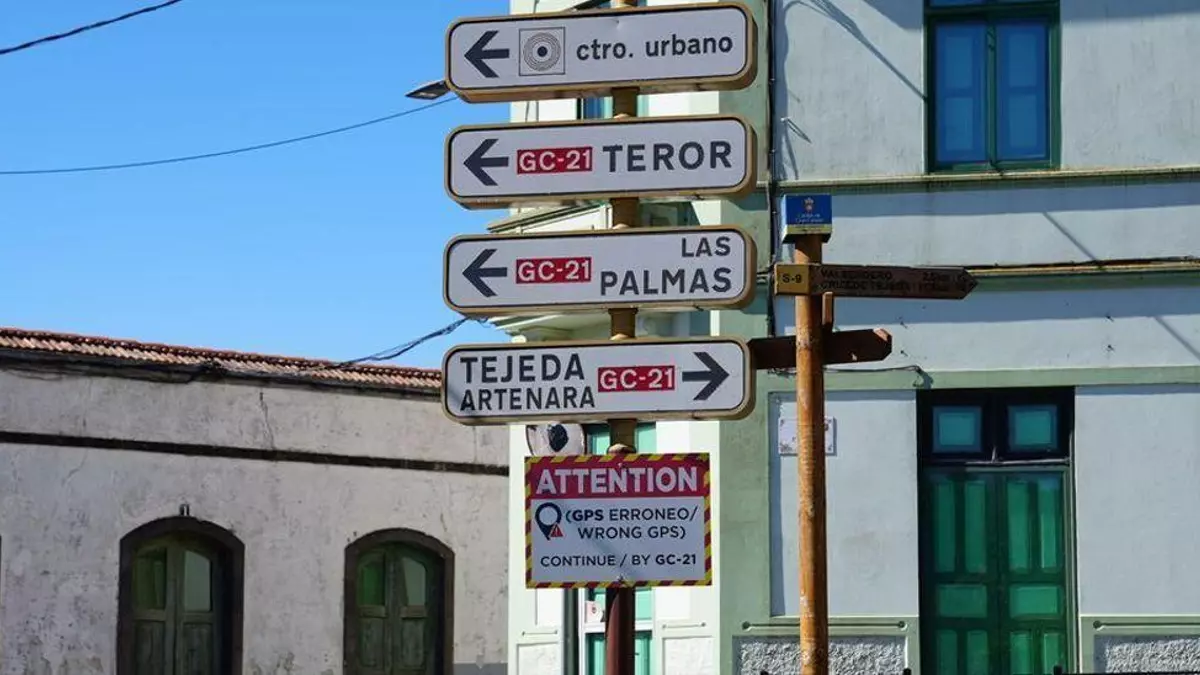 ctro. urbano
GC-21 TEROR
LAS
GC-21 PALMAS
TEJEDA
ARTENARA GC-21
S-9
ATTENTION
(GPS ERRONEO/
WRONG GPS)
CONTINUE / BY GC-21